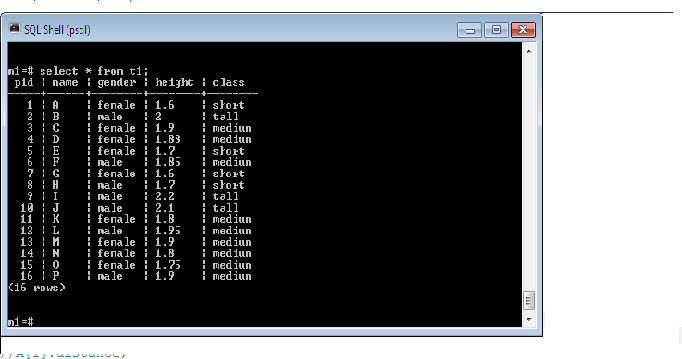 SQL Shell (psql)
m1=# select * from t1;
pid | name | gender | height | class
-----+------+--------+--------+--------
1 | A | female | 1.6 | short
2 | B | male | 2 | tall
3 | C | female | 1.9 | medium
4 | D | female | 1.88 | medium
5 | E | female | 1.7 | short
6 | F | male | 1.85 | medium
7 | G | female | 1.6 | short
8 | H | male | 1.7 | short
9 | I | male | 2.2 | tall
10 | J | male | 2.1 | tall
11 | K | female | 1.8 | medium
12 | L | male | 1.95 | medium
13 | M | female | 1.9 | medium
14 | N | female | 1.8 | medium
15 | O | female | 1.75 | medium
16 | P | male | 1.9 | medium
(16 rows)
m1=#